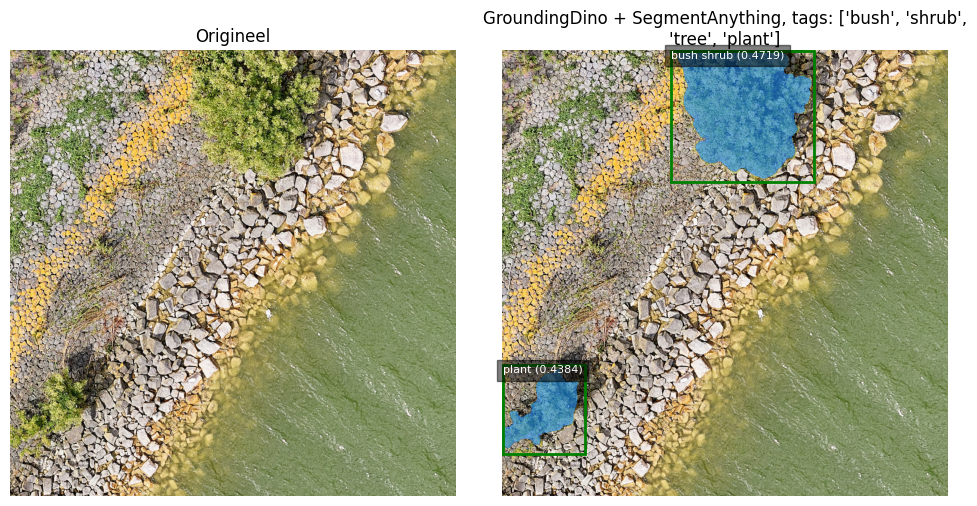 Origineel
GroundingDino + SegmentAnything, tags: ['bush', 'shrub',
'tree', 'plant']
bush shrub (0.4719)
plant (0.4384)